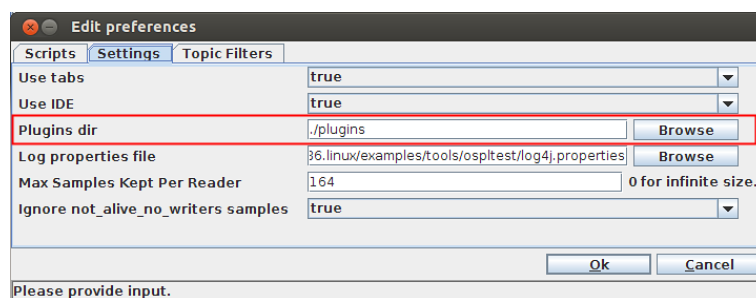 Edit preferences
Scripts Settings Topic Filters
Use tabs true
Use IDE true
Plugins dir ./plugins Browse
Log properties file 36.linux/examples/tools/ospltest/log4j.properties Browse
Max Samples Kept Per Reader 164 0 for infinite size.
Ignore not_alive_no_writers samples true
Ok Cancel
Please provide input.